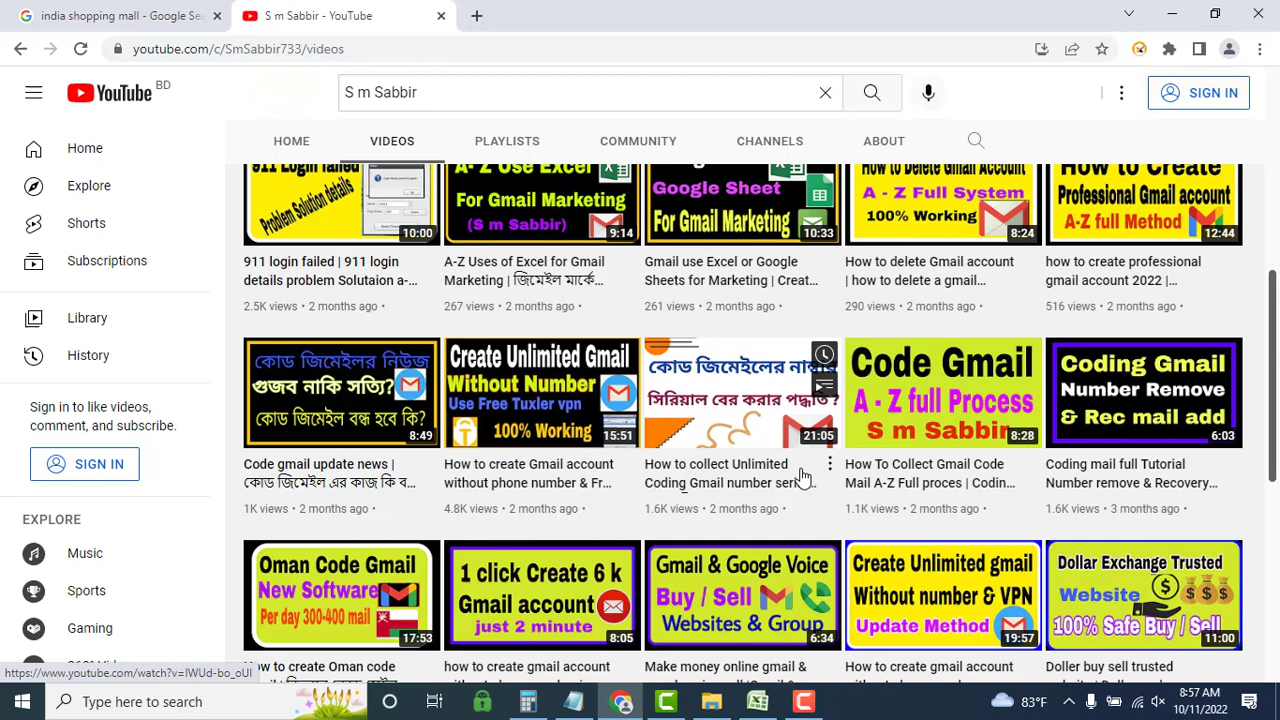 india shopping mall - Google Sea
S m Sabbir - YouTube
youtube.com/c/SmSabbir733/videos
YouTube BD
S m Sabbir
SIGN IN
HOME VIDEOS PLAYLISTS COMMUNITY CHANNELS ABOUT
Home
Explore
Shorts
Subscriptions
Library
History
Sign in to like videos,
comment, and subscribe.
SIGN IN
EXPLORE
Music
Sports
Gaming
911 Login failed
Problem Solution details
10:00
911 login failed | 911 login
details problem Solutaion a-...
2.5K views • 2 months ago
A- Z Use Excel
For Gmail Marketing
(S m Sabbir)
9:14
A-Z Uses of Excel for Gmail
Marketing | জিমেইল মার্কে...
267 views • 2 months ago
Google Sheet
For Gmail Marketing
10:33
Gmail use Excel or Google
Sheets for Marketing | Creat...
261 views • 2 months ago
How to Delete Gmail Account
A - Z Full System
100% Working
8:24
How to delete Gmail account
| how to delete a gmail...
290 views • 2 months ago
How to Create
Professional Gmail account
A-Z full Method
12:44
how to create professional
gmail account 2022 |...
516 views • 2 months ago
কোড জিমেইলর নিউজ
গুজব নাকি সত্যি?
কোড জিমেইল বন্ধ হবে কি?
8:49
Code gmail update news |
কোড জিমেইল এর কাজ কি ব...
1K views • 2 months ago
Create Unlimited Gmail
Without Number
Use Free Tuxler vpn
100% Working
15:51
How to create Gmail account
without phone number & Fr...
4.8K views • 2 months ago
কোড জিমেইলের নাম্বার
সিরিয়াল বের করার পদ্ধতি ?
21:05
How to collect Unlimited
Coding Gmail number seri...
1.6K views • 2 months ago
Code Gmail
A - Z full Process
S m Sabbir
8:28
How To Collect Gmail Code
Mail A-Z Full proces | Codin...
1.1K views • 2 months ago
Coding Gmail
Number Remove
& Rec mail add
6:03
Coding mail full Tutorial
Number remove & Recovery...
1.6K views • 3 months ago
Oman Code Gmail
New Software
Per day 300-400 mail
17:53
How to create Oman code
1 click Create 6 k
Gmail account
just 2 minute
8:05
how to create gmail account
Gmail & Google Voice
Buy / Sell
Websites & Group
6:34
Make money online gmail &
Create Unlimited gmail
Without number & VPN
Update Method
19:57
How to create gmail account
Dollar Exchange Trusted
Website
100% Safe Buy / Sell
11:00
Doller buy sell trusted
https://www.youtube.com/watch?v=lWUd-bo_oUI
Type here to search
83°F
8:57 AM
10/11/2022